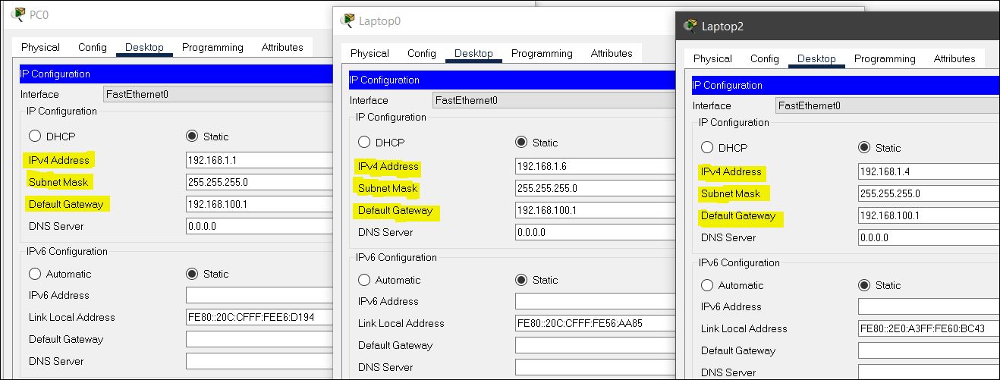 PC0
Physical Config Desktop Programming Attributes
IP Configuration
Interface FastEthernet0
IP Configuration
DHCP Static
IPv4 Address 192.168.1.1
Subnet Mask 255.255.255.0
Default Gateway 192.168.100.1
DNS Server 0.0.0.0
IPv6 Configuration
Automatic Static
IPv6 Address
Link Local Address FE80::20C:CFFF:FEE6:D194
Default Gateway
DNS Server
Laptop0
Physical Config Desktop Programming Attributes
IP Configuration
Interface FastEthernet0
IP Configuration
DHCP Static
IPv4 Address 192.168.1.6
Subnet Mask 255.255.255.0
Default Gateway 192.168.100.1
DNS Server 0.0.0.0
IPv6 Configuration
Automatic Static
IPv6 Address
Link Local Address FE80::20C:CFFF:FE56:AA85
Default Gateway
DNS Server
Laptop2
Physical Config Desktop Programming Attributes
IP Configuration
Interface FastEthernet0
IP Configuration
DHCP Static
IPv4 Address 192.168.1.4
Subnet Mask 255.255.255.0
Default Gateway 192.168.100.1
DNS Server 0.0.0.0
IPv6 Configuration
Automatic Static
IPv6 Address
Link Local Address FE80::2E0:A3FF:FE60:BC43
Default Gateway
DNS Server